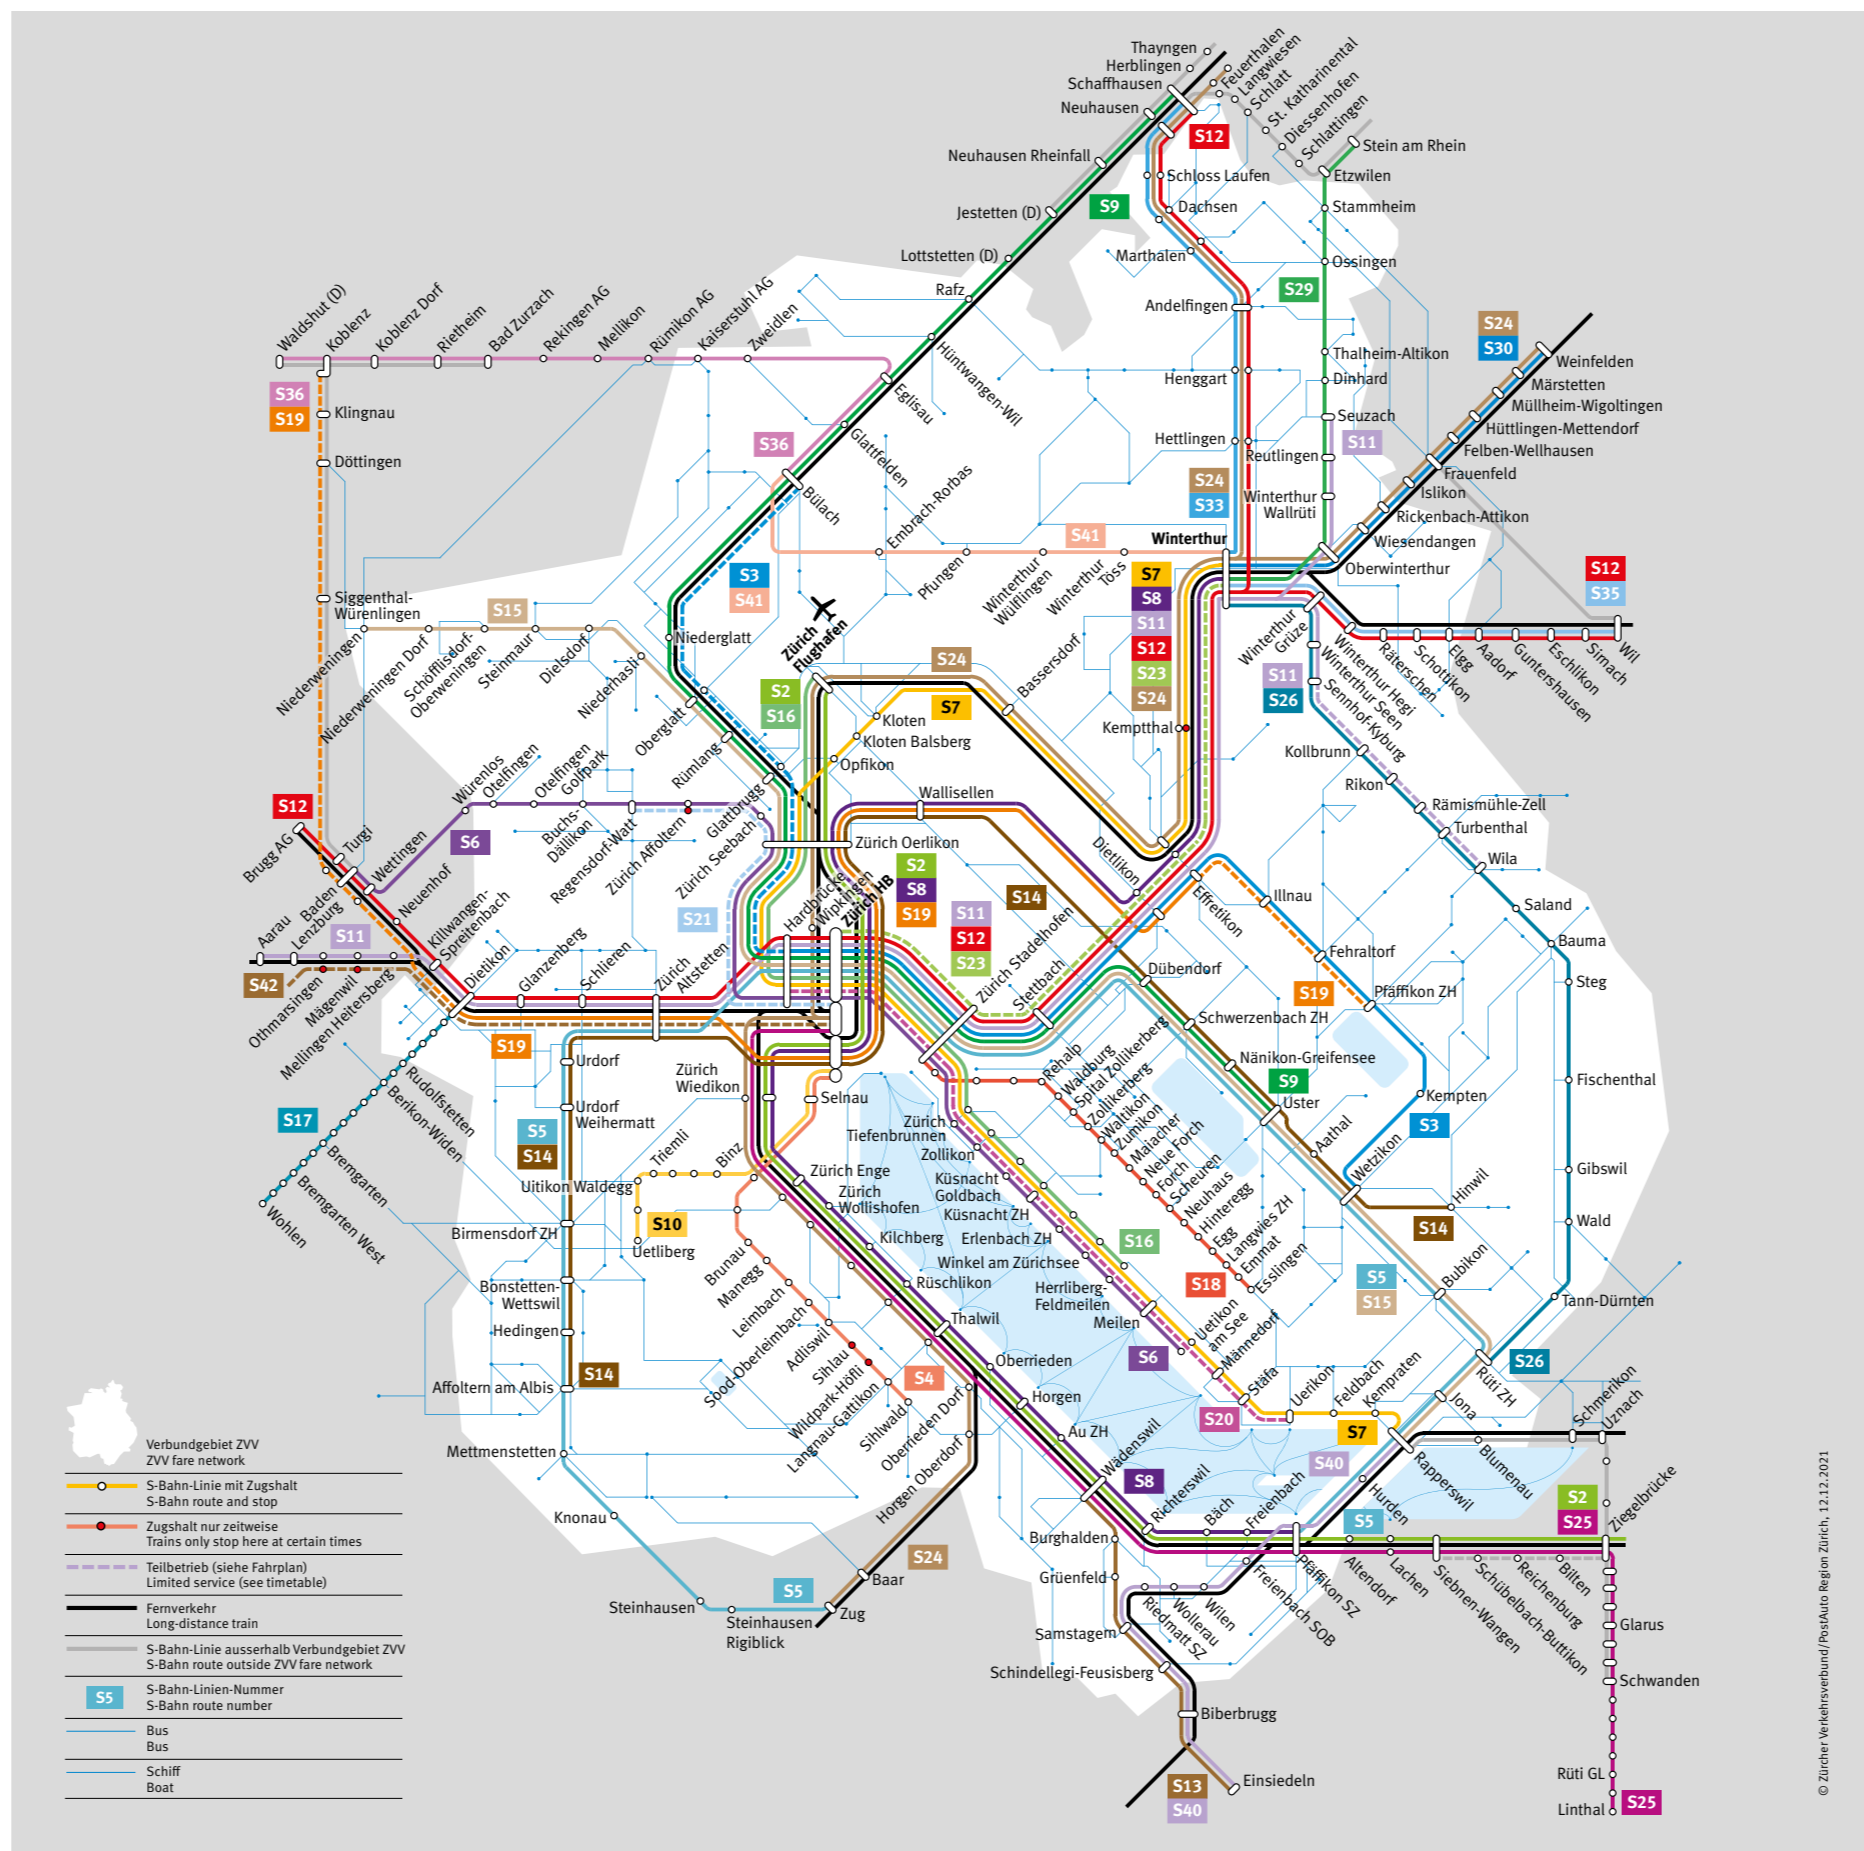 Thayngen
Herblingen
Schaffhausen
Neuhausen
Neuhausen Rheinfall
Jestetten (D)
Lottstetten (D)
Rafz
Hüntwangen-Wil
Eglisau
Glattfelden
Bülach
Feuerthalen
Langwiesen
Schlatt
St. Katharinental
Diessenhofen
Schlattingen
Stein am Rhein
Etzwilen
Stammheim
Ossingen
S12
S9
Schloss Laufen
Dachsen
Marthalen
Andelfingen
Henggart
Hettlingen
S29
Thalheim-Altikon
Dinhard
Seuzach
S11
Reutlingen
Winterthur
Wallrüti
S24
S33
S24
S30
Weinfelden
Märstetten
Müllheim-Wigoltingen
Hüttlingen-Mettendorf
Felben-Wellhausen
Frauenfeld
Islikon
Rickenbach-Attikon
Wiesendangen
Oberwinterthur
Waldshut (D)
Koblenz
Koblenz Dorf
Rietheim
Bad Zurzach
Rekingen AG
Mellikon
Rümikon AG
Kaiserstuhl AG
Zweidlen
S36
S19
Klingnau
Döttingen
Siggenthal-
Würenlingen
S36
Embrach-Rorbas
Pfungen
Winterthur
Wülflingen
Winterthur
Töss
S41
Winterthur
S3
S41
S15
Niederweningen
Niederweningen Dorf
Schöfflisdorf-
Oberweningen
Steinmaur
Dielsdorf
Niederhasli
Niederglatt
Oberglatt
Rümlang
Glattbrugg
Zürich
Flughafen
S2
S16
S24
S7
Kloten
Kloten Balsberg
Opfikon
Bassersdorf
S7
S8
S11
S12
S23
S24
Kemptthal
Winterthur
Grüze
Winterthur Hegi
Räterschen
Schottikon
Elgg
Aadorf
Guntershausen
Eschlikon
Sirnach
Wil
S12
S35
S11
S26
Winterthur Seen
Sennhof-Kyburg
Kollbrunn
Rikon
Rämismühle-Zell
Turbenthal
Wila
Saland
Bauma
Steg
Fischenthal
Gibswil
Wald
Tann-Dürnten
S26
Rüti ZH
S12
Brugg AG
Turgi
Baden
Wettingen
Neuenhof
Killwangen-
Spreitenbach
S6
Würenlos
Otelfingen
Otelfingen
Golfpark
Buchs-
Dällikon
Regensdorf-Watt
Zürich Affoltern
Zürich Seebach
Zürich Oerlikon
Wallisellen
Dietlikon
S21
Hardbrücke
Wipkingen
Zürich HB
S2
S8
S19
S11
S12
S23
S14
Zürich Stadelhofen
Stettbach
Effretikon
Illnau
Fehraltorf
S19
Pfäffikon ZH
Kempten
S3
Wetzikon
Dübendorf
Schwerzenbach ZH
Nänikon-Greifensee
S9
Uster
Aathal
Hinwil
S14
Bubikon
S5
S15
Aarau
Lenzburg
S11
S42
Othmarsingen
Mägenwil
Mellingen Heitersberg
Dietikon
Glanzenberg
Schlieren
Zürich
Altstetten
S19
S17
Rudolfstetten
Berikon-Widen
Bremgarten
Bremgarten West
Wohlen
Urdorf
Urdorf
Weihermatt
S5
S14
Birmensdorf ZH
Bonstetten-
Wettswil
Hedingen
Affoltern am Albis
S14
Mettmenstetten
Knonau
Steinhausen
Steinhausen
Rigiblick
S5
Zug
Baar
S24
Zürich
Wiedikon
Selnau
Triemli
Binz
Uitikon Waldegg
S10
Uetliberg
Brunau
Manegg
Leimbach
Sood-Oberleimbach
Adliswil
Sihlau
Wildpark-Höfli
Langnau-Gattikon
Sihlwald
S4
Oberrieden Dorf
Horgen Oberdorf
Zürich Enge
Zürich
Wollishofen
Kilchberg
Rüschlikon
Thalwil
Oberrieden
Horgen
Au ZH
Wädenswil
S8
Richterswil
Bäch
Freienbach
Rehalp
Waldburg
Spital Zollikerberg
Zollikerberg
Waltikon
Zumikon
Maiacher
Neue Forch
Forch
Scheuren
Neuhaus
Hinteregg
Egg
Langwies ZH
Emmat
Esslingen
S18
Zürich
Tiefenbrunnen
Zollikon
Küsnacht
Goldbach
Küsnacht ZH
Erlenbach ZH
Winkel am Zürichsee
Herrliberg-
Feldmeilen
Meilen
S16
S6
Uetikon
am See
Männedorf
Stäfa
S20
Uerikon
Feldbach
Kempraten
S7
S40
Jona
Rapperswil
Hurden
Blumenau
Schmerikon
Uznach
Ziegelbrücke
S2
S25
S5
Burghalden
Grüenfeld
Samstagern
Schindellegi-Feusisberg
Biberbrugg
Einsiedeln
S13
S40
Riedmatt SZ
Wollerau
Wilen
Freienbach SOB
Pfäffikon SZ
Altendorf
Lachen
Siebnen-Wangen
Schübelbach-Buttikon
Reichenburg
Bilten
Glarus
Schwanden
Rüti GL
Linthal
S25
Verbundgebiet ZVV
ZVV fare network
S-Bahn-Linie mit Zugshalt
S-Bahn route and stop
Zugshalt nur zeitweise
Trains only stop here at certain times
Teilbetrieb (siehe Fahrplan)
Limited service (see timetable)
Fernverkehr
Long-distance train
S-Bahn-Linie ausserhalb Verbundgebiet ZVV
S-Bahn route outside ZVV fare network
S5
S-Bahn-Linien-Nummer
S-Bahn route number
Bus
Bus
Schiff
Boat
© Zürcher Verkehrsverbund/PostAuto Region Zürich, 12.12.2021